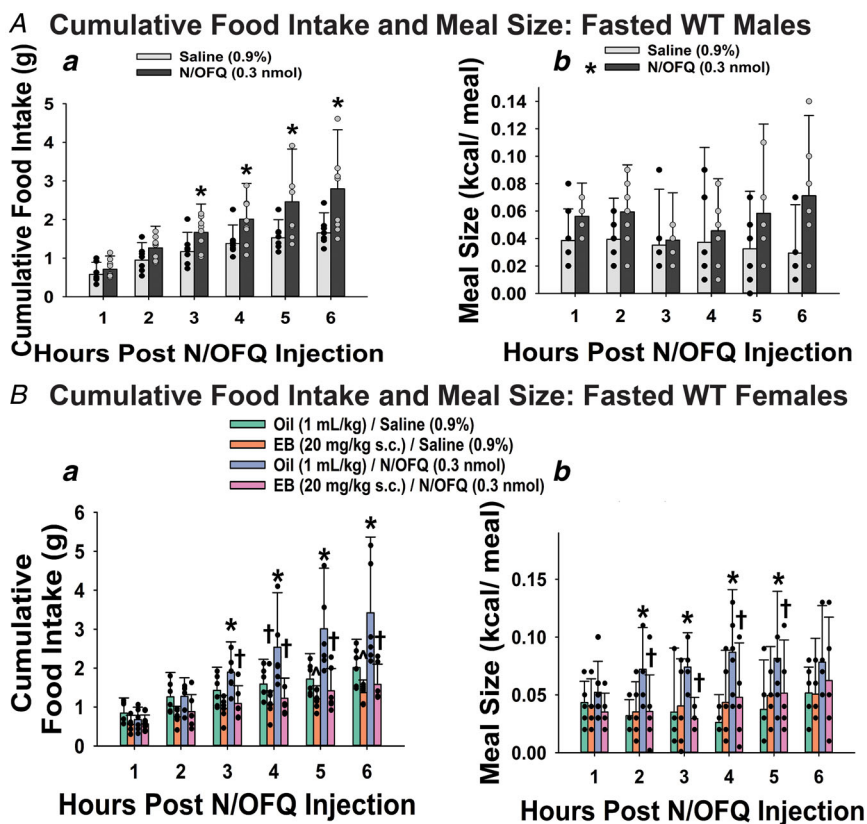 A Cumulative Food Intake and Meal Size: Fasted WT Males
a
Saline (0.9%)
N/OFQ (0.3 nmol)
Cumulative Food Intake (g)
5
4
3
2
1
0
*
*
*
*
1 2 3 4 5 6
Hours Post N/OFQ Injection
b
Saline (0.9%)
* N/OFQ (0.3 nmol)
Meal Size (kcal/ meal)
0.14
0.12
0.10
0.08
0.06
0.04
0.02
0.00
1 2 3 4 5 6
Hours Post N/OFQ Injection
B Cumulative Food Intake and Meal Size: Fasted WT Females
Oil (1 mL/kg) / Saline (0.9%)
EB (20 mg/kg s.c.) / Saline (0.9%)
Oil (1 mL/kg) / N/OFQ (0.3 nmol)
EB (20 mg/kg s.c.) / N/OFQ (0.3 nmol)
a
Cumulative
Food Intake (g)
6
5
4
3
2
1
0
* †
† * †
^ * †
^ * †
1 2 3 4 5 6
Hours Post N/OFQ Injection
b
Meal Size (kcal/ meal)
0.15
0.10
0.05
0.00
* †
* †
* †
* †
1 2 3 4 5 6
Hours Post N/OFQ Injection